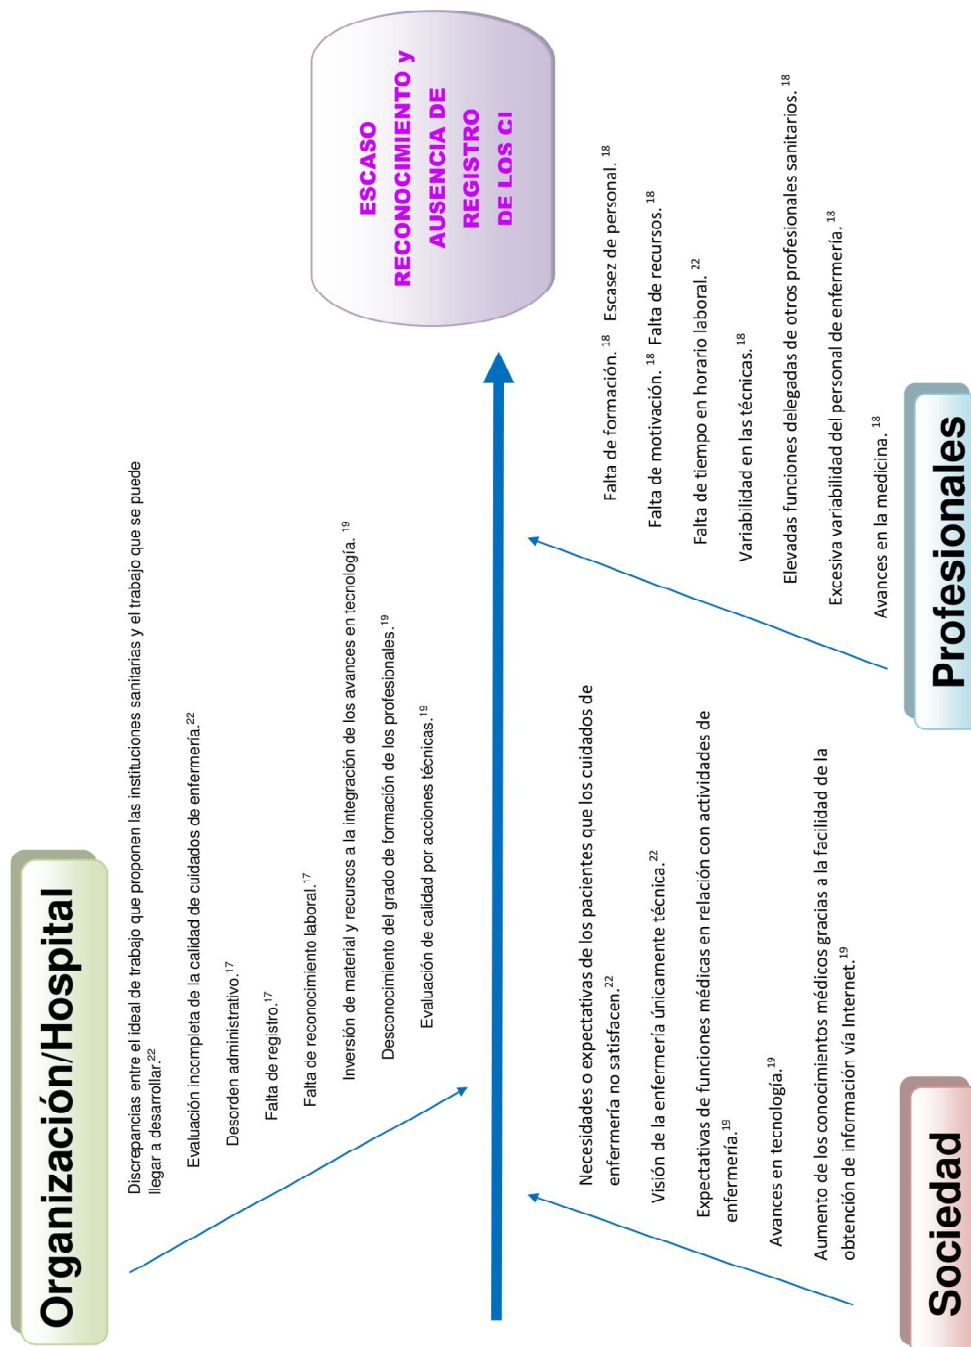 Organización/Hospital
Discrepancias entre el ideal de trabajo que proponen las instituciones sanitarias y el trabajo que se puede
llegar a desarrollar.²²
Evaluación incompleta de la calidad de cuidados de enfermería.²²
Desorden administrativo.¹⁷
Falta de registro.¹⁷
Falta de reconocimiento laboral.¹⁷
Inversión de material y recursos a la integración de los avances en tecnología. ¹⁹
Desconocimiento del grado de formación de los profesionales.¹⁹
Evaluación de calidad por acciones técnicas.¹⁹
ESCASO
RECONOCIMIENTO y
AUSENCIA DE
REGISTRO
DE LOS CI
Necesidades o expectativas de los pacientes que los cuidados de
enfermería no satisfacen.²²
Visión de la enfermería únicamente técnica.²²
Expectativas de funciones médicas en relación con actividades de
enfermería.¹⁹
Avances en tecnología.¹⁹
Aumento de los conocimientos médicos gracias a la facilidad de la
obtención de información vía Internet.¹⁹
Sociedad
Falta de formación. ¹⁸ Escasez de personal. ¹⁸
Falta de motivación. ¹⁸ Falta de recursos. ¹⁸
Falta de tiempo en horario laboral. ²²
Variabilidad en las técnicas. ¹⁸
Elevadas funciones delegadas de otros profesionales sanitarios. ¹⁸
Excesiva variabilidad del personal de enfermería. ¹⁸
Avances en la medicina. ¹⁸
Profesionales